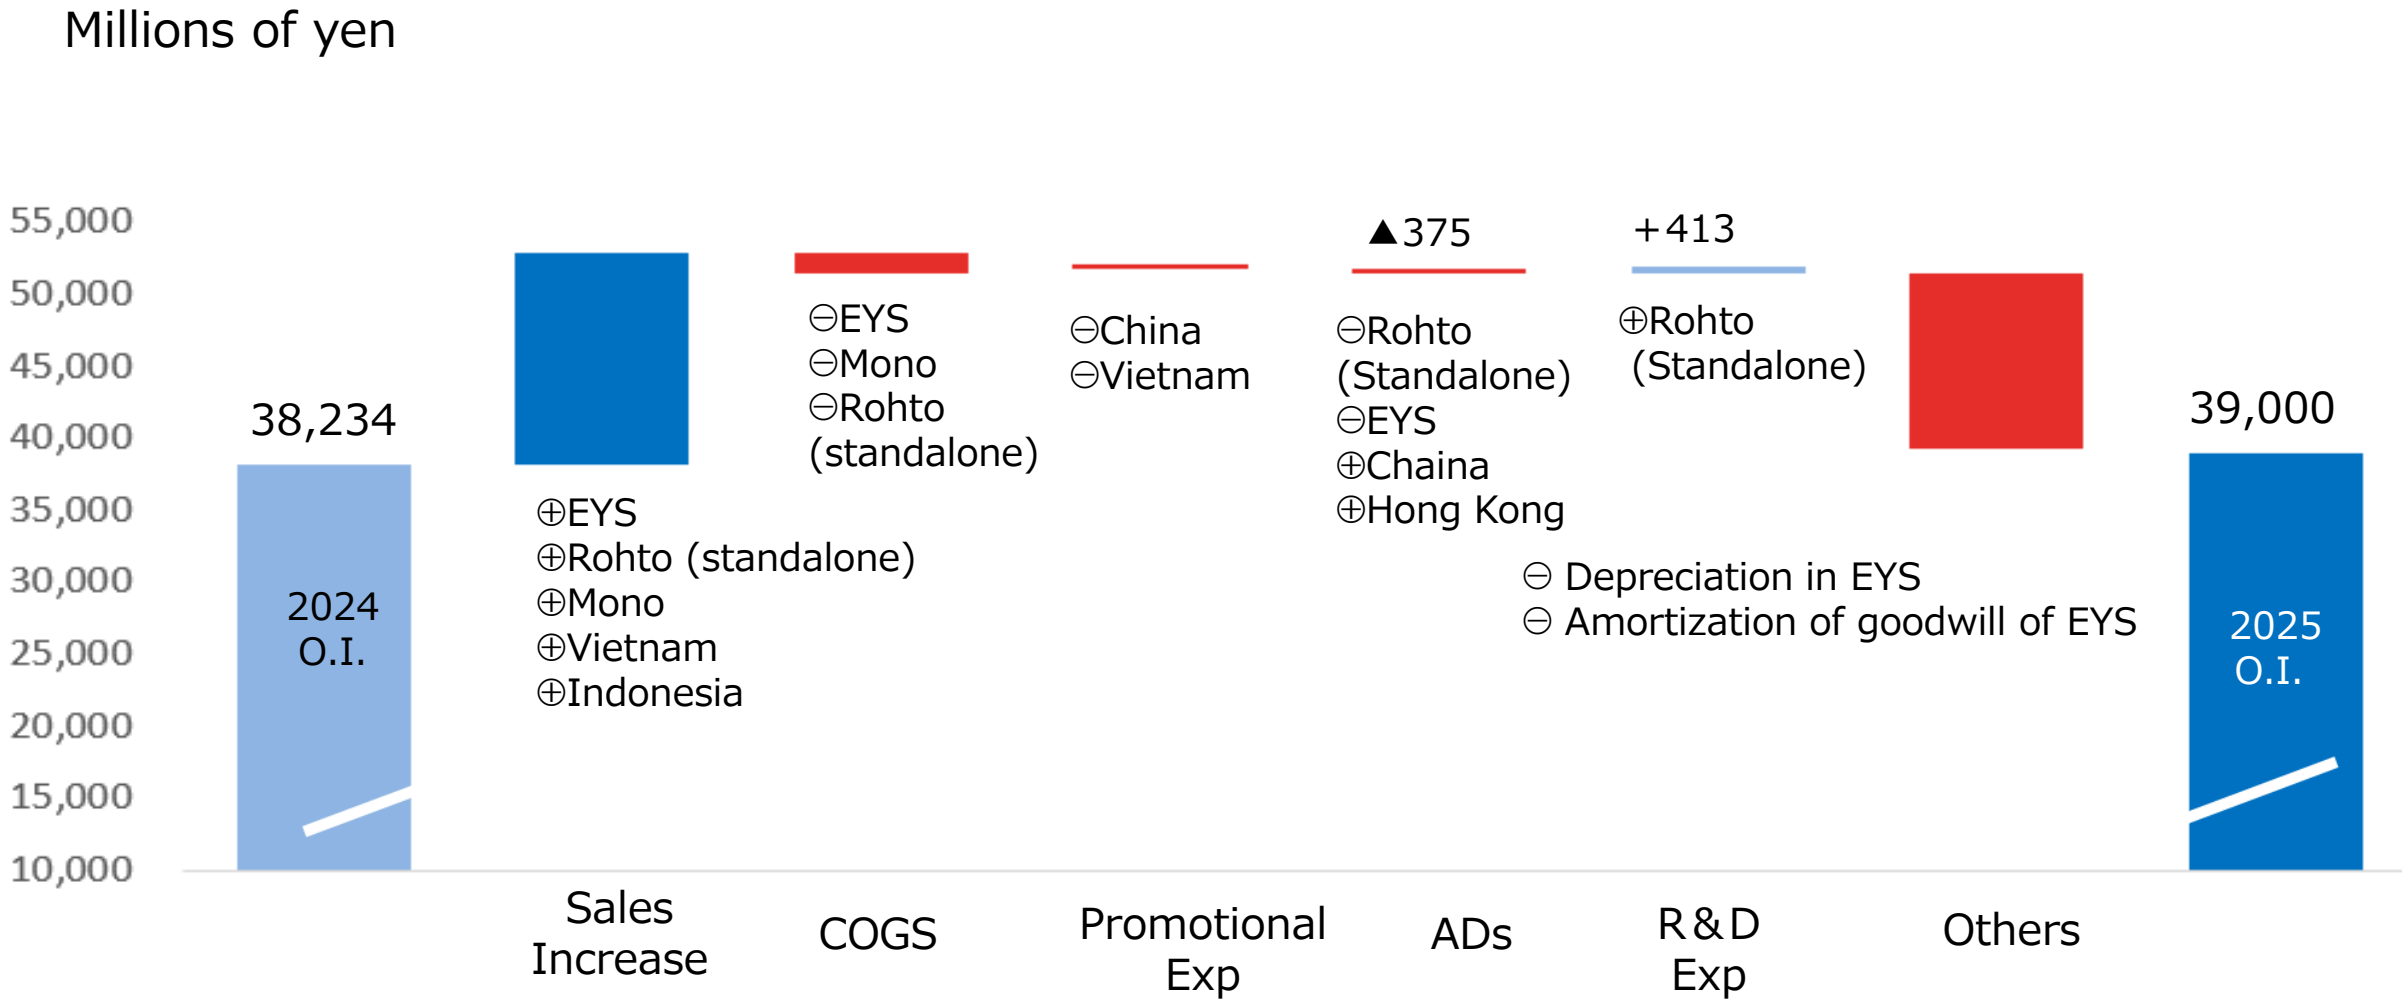 Millions of yen
55,000
50,000
45,000
40,000
35,000
30,000
25,000
20,000
15,000
10,000
38,234
2024
O.I.
⊕EYS
⊕Rohto (standalone)
⊕Mono
⊕Vietnam
⊕Indonesia
⊖EYS
⊖Mono
⊖Rohto
(standalone)
⊖China
⊖Vietnam
▲375
⊖Rohto
(Standalone)
⊖EYS
⊕Chaina
⊕Hong Kong
+413
⊕Rohto
(Standalone)
⊖ Depreciation in EYS
⊖ Amortization of goodwill of EYS
39,000
2025
O.I.
Sales
Increase
COGS
Promotional
Exp
ADs
R&D
Exp
Others